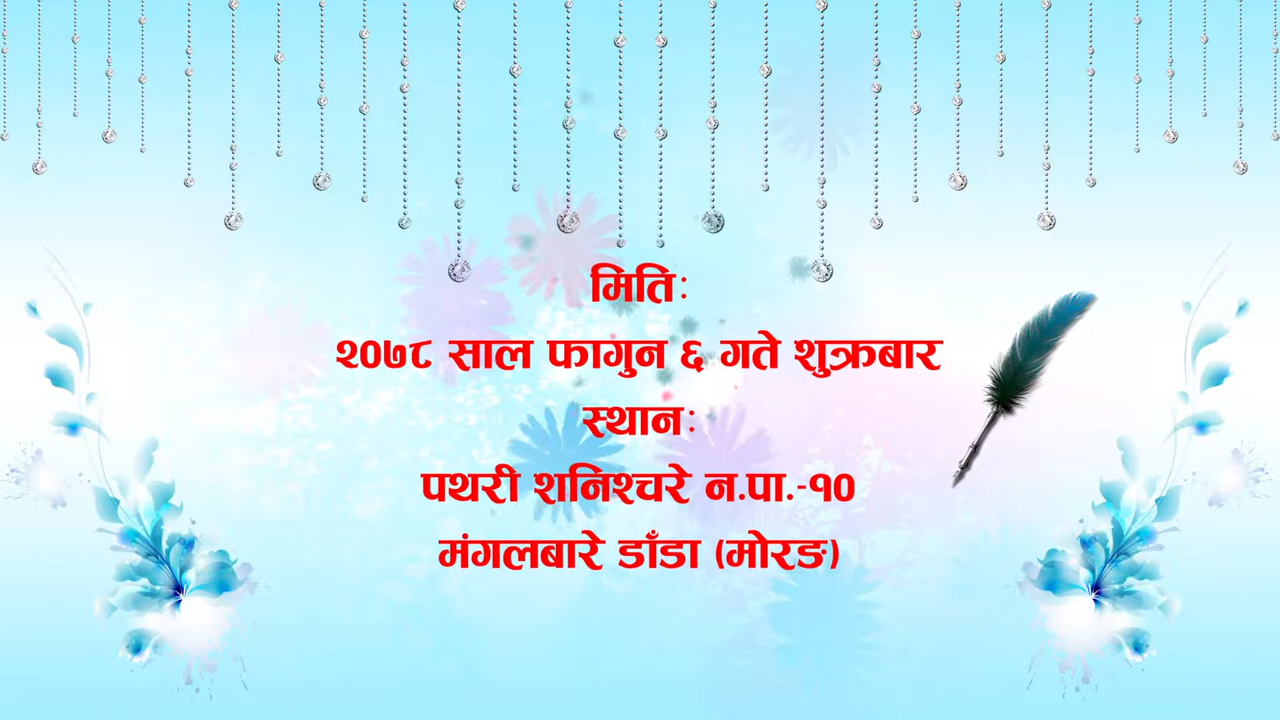 मितिः
२०७८ साल फागुन ६ गते शुक्रबार
स्थानः
पथरी शनिश्चरे न.पा.-१०
मंगलबारे डाँडा (मोरङ)